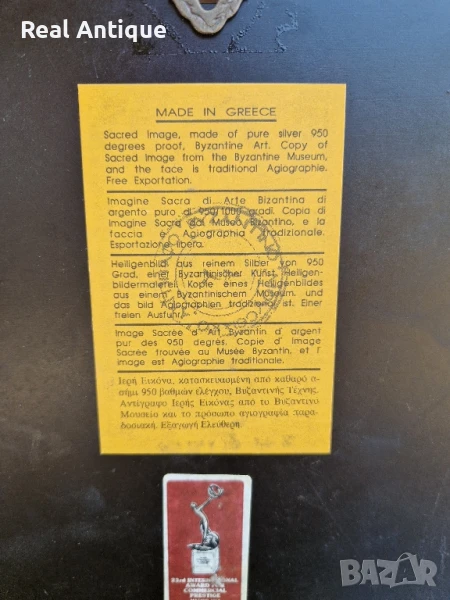 Real Antique
MADE IN GREECE
Sacred Image, made of pure silver 950
degrees proof, Byzantine Art. Copy of
Sacred Image from the Byzantine Museum,
and the face is traditional Agiographie.
Free Exportation.
Imagine Sacra di Arte Bizantina di
argento puro di 950/1000 gradi. Copia di
Imagine Sacra dal Museo Bizantino, e la
faccia e Agiographia tradizionale.
Esportazione libera.
Heiligenbild aus reinem Silber von 950
Grad, einer Byzantinischer Kunst Heiligen-
bildermalerei. Kopie eines Heiligenbildes
aus einem Byzantinischem Museum. und
das bild Agiographien tradizional ist. Einer
freien Ausfuhr.
Image Sacrée d' Art Byzantin d' argent
pur des 950 degrés. Copie d' Image
Sacrée trouvée au Musée Byzantin, et l'
image est Agiographie traditionale.
Ιερή Εικόνα, κατασκευασμένη από καθαρό α-
σήμι 950 βαθμών ελέγχου, Βυζαντινής Τέχνης.
Αντίγραφο Ιερής Εικόνας από το Βυζαντινο
Μουσείο και το πρόσωπο αγιογραφία παρα-
δοσιακή. Εξαγωγή Ελεύθερη.
23rd INTERNATIONAL
AWARD FOR
COMMERCIAL
PRESTIGE
bazar.bg